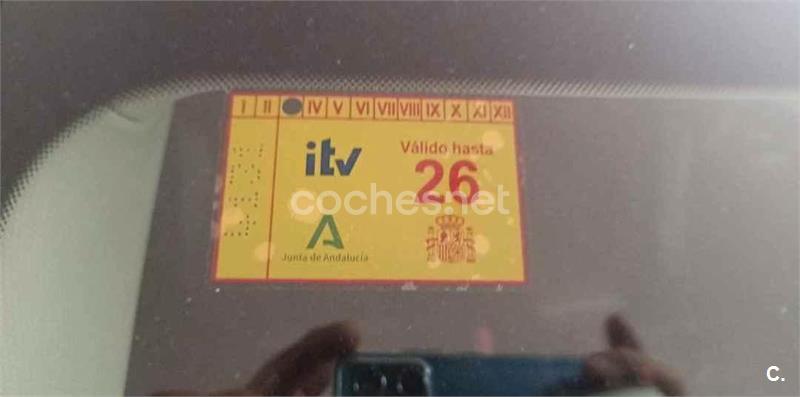 I II IV V VI VII VIII IX X XI XII
itv
Válido hasta
26
coches.net
Junta de Andalucía
C.